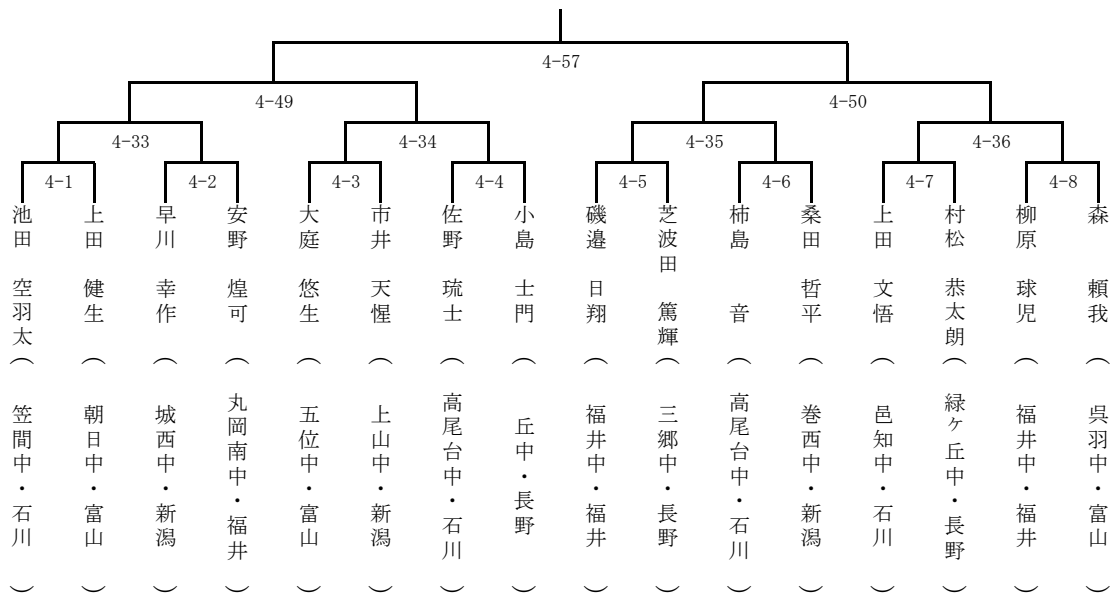 4-57
4-49
4-50
4-33
4-34
4-35
4-36
4-1
4-2
4-3
4-4
4-5
4-6
4-7
4-8
池田 空羽太（笠間中・石川）
上田 健生（朝日中・富山）
早川 幸作（城西中・新潟）
安野 煌可（丸岡南中・福井）
大庭 悠生（五位中・富山）
市井 天惺（上山中・新潟）
佐野 琉士（高尾台中・石川）
小島 士門（丘中・長野）
磯邉 日翔（福井中・福井）
芝波田 篤輝（三郷中・長野）
柿島 音（高尾台中・石川）
桑田 哲平（巻西中・新潟）
上田 文悟（邑知中・石川）
村松 恭太朗（緑ケ丘中・長野）
柳原 球児（福井中・福井）
森 頼我（呉羽中・富山）